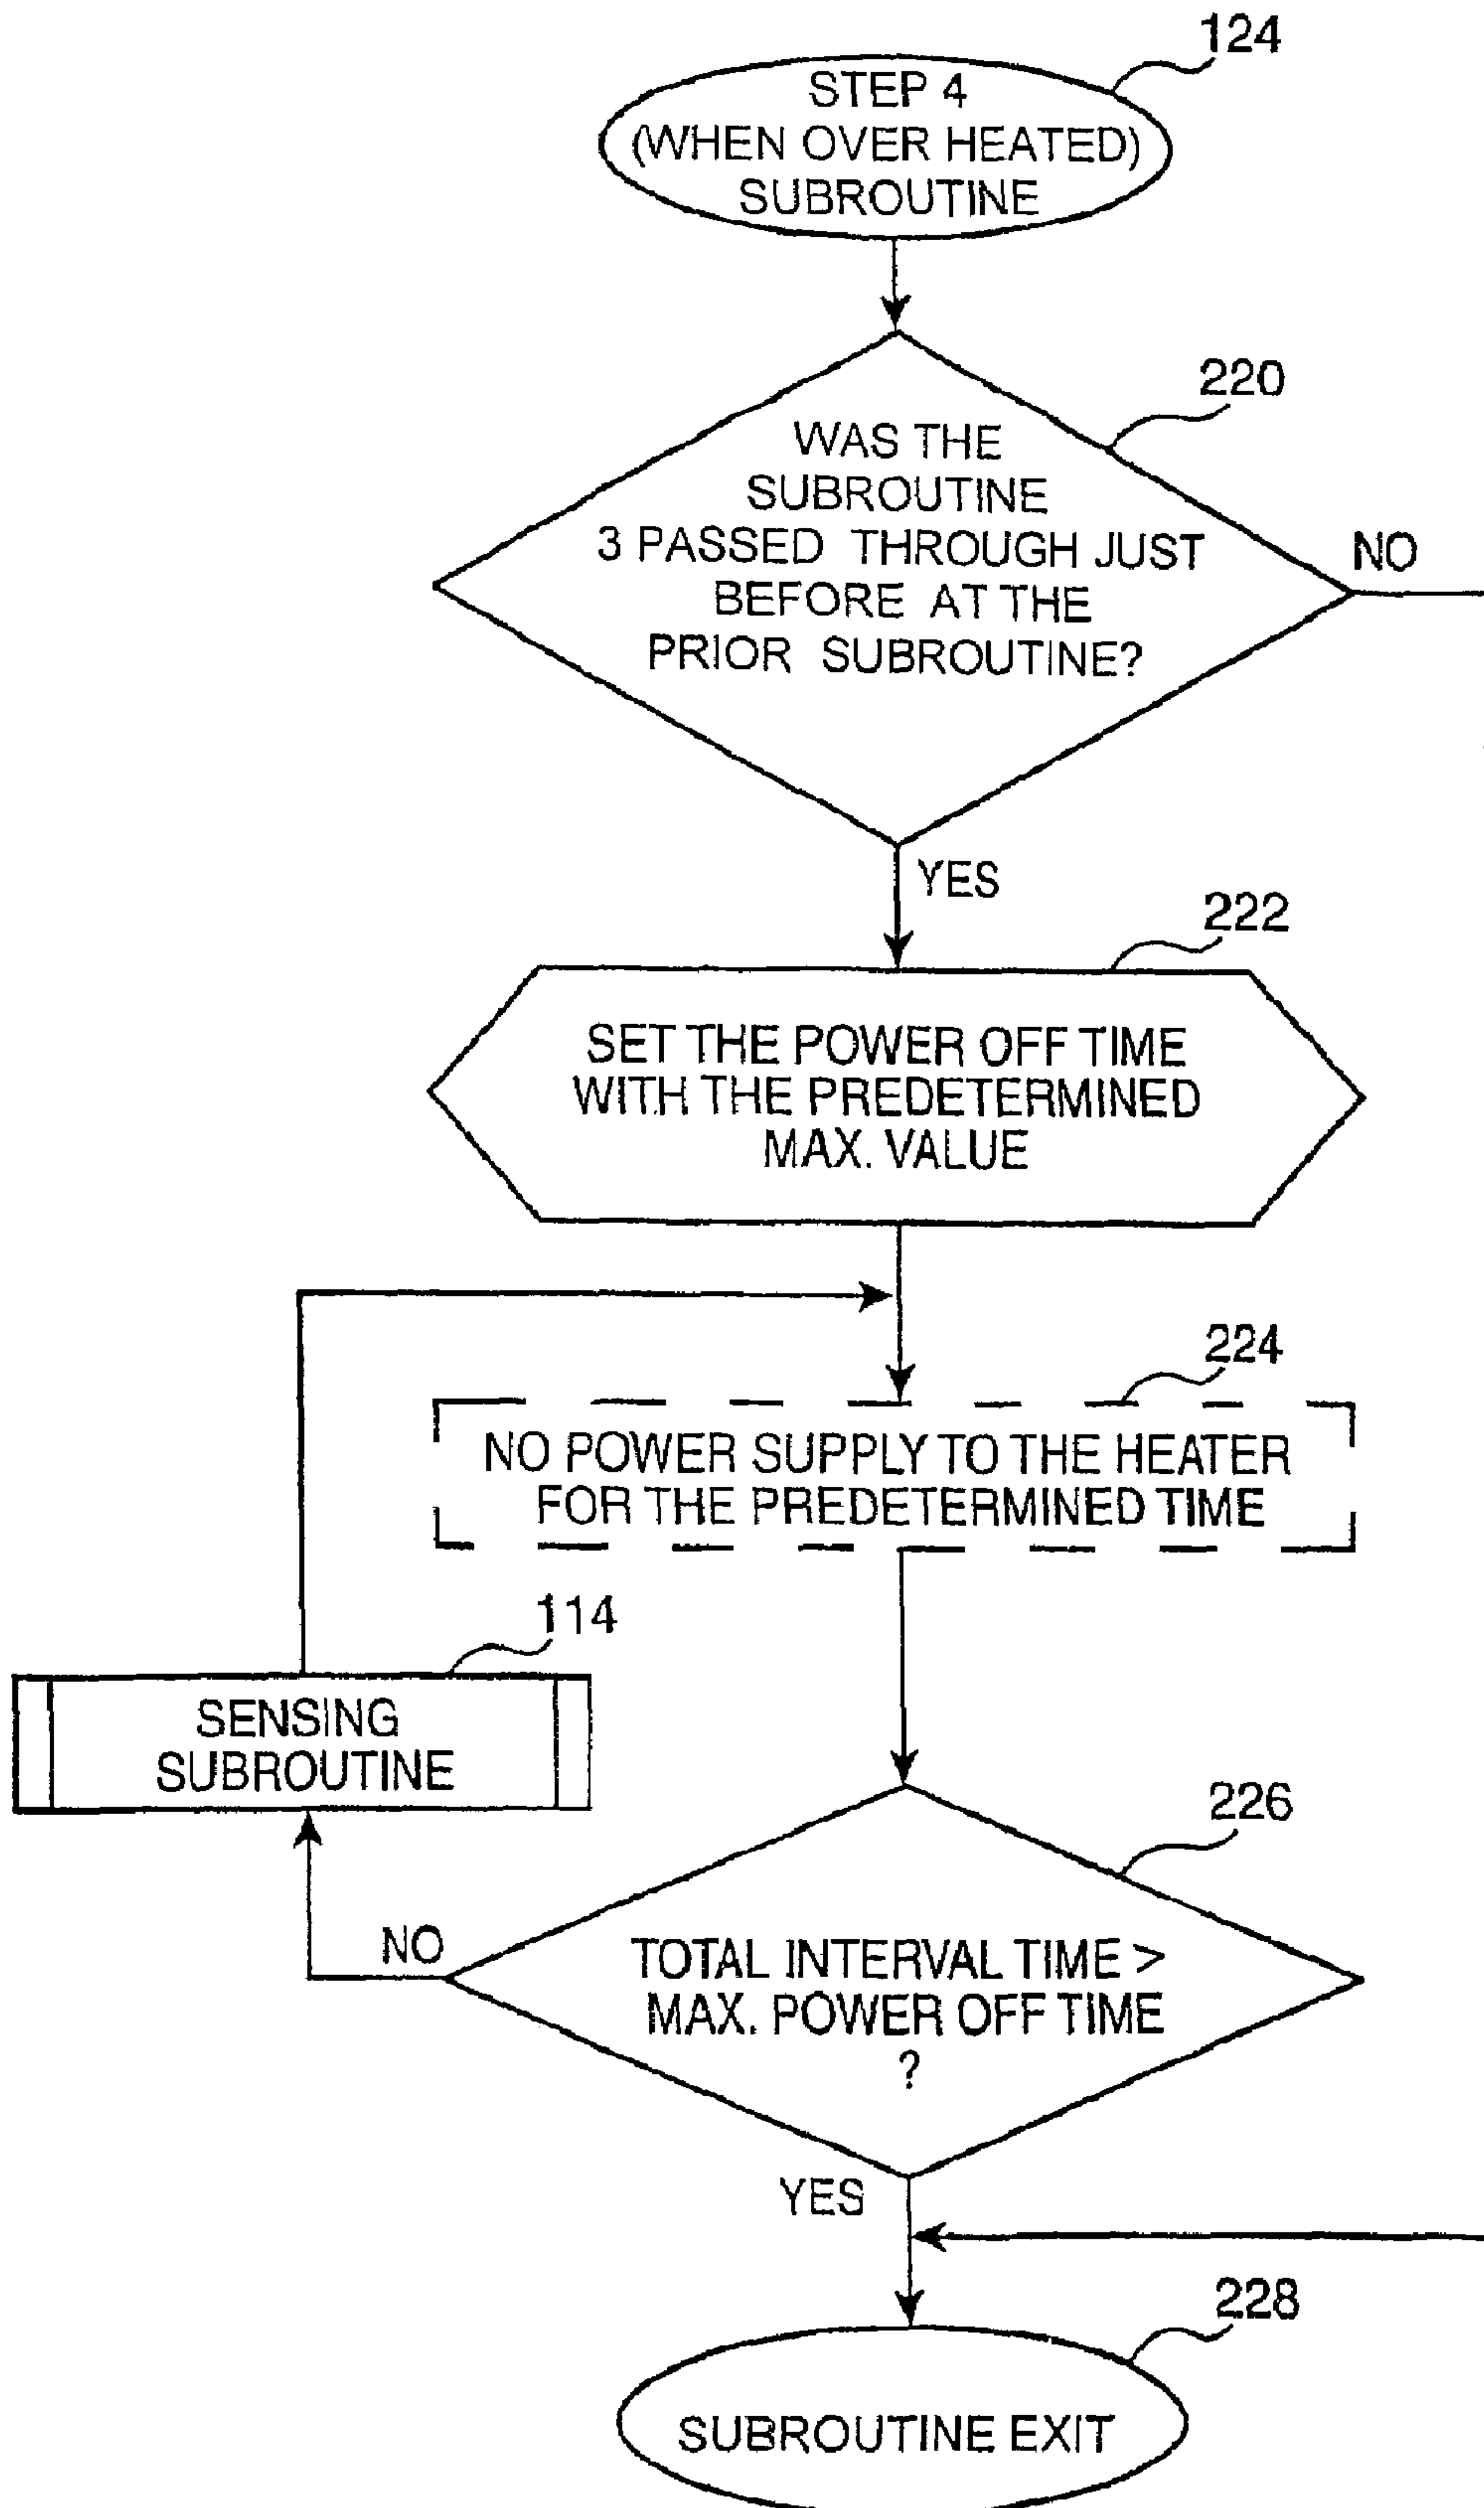 124
STEP 4
(WHEN OVER HEATED)
SUBROUTINE
220
WAS THE
SUBROUTINE
3 PASSED THROUGH JUST
BEFORE AT THE
PRIOR SUBROUTINE?
NO
YES
222
SET THE POWER OFF TIME
WITH THE PREDETERMINED
MAX. VALUE
224
NO POWER SUPPLY TO THE HEATER
FOR THE PREDETERMINED TIME
114
SENSING
SUBROUTINE
226
NO
TOTAL INTERVAL TIME >
MAX. POWER OFF TIME
?
YES
228
SUBROUTINE EXIT